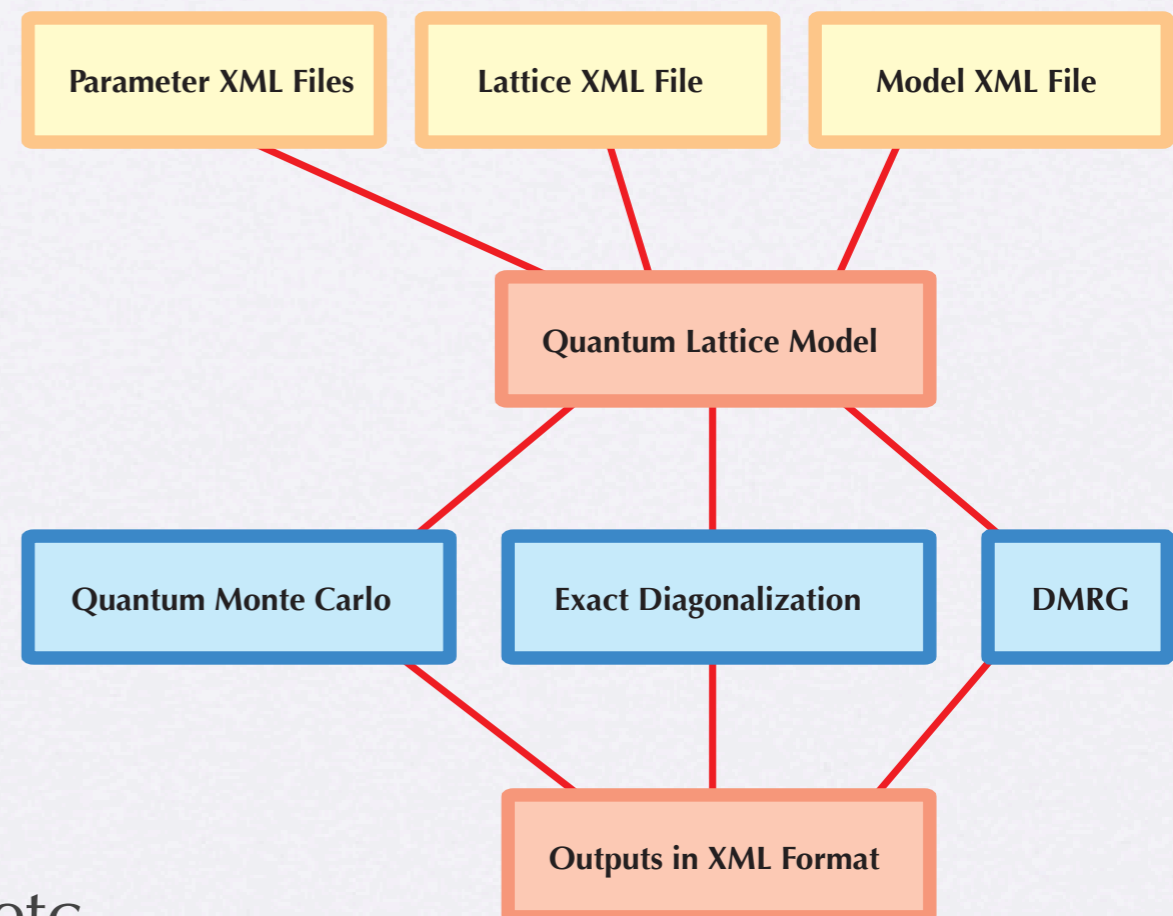 Parameter XML Files
Lattice XML File
Model XML File
Quantum Lattice Model
Quantum Monte Carlo
Exact Diagonalization
DMRG
Outputs in XML Format
etc